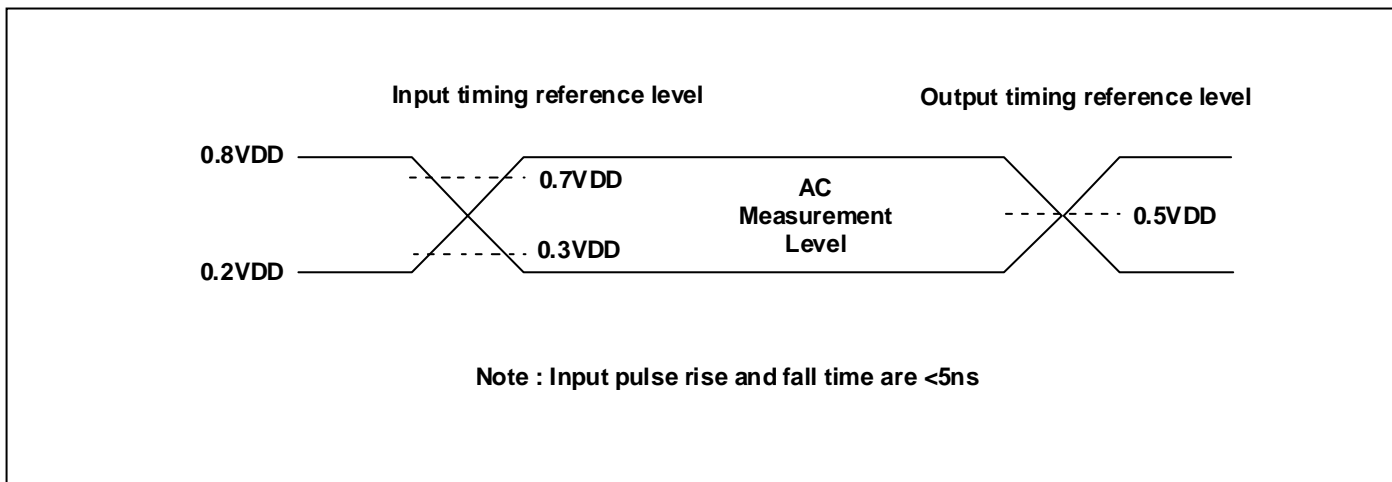 Input timing reference level
Output timing reference level
0.8VDD
0.7VDD
AC
Measurement
Level
0.5VDD
0.3VDD
0.2VDD
Note : Input pulse rise and fall time are <5ns